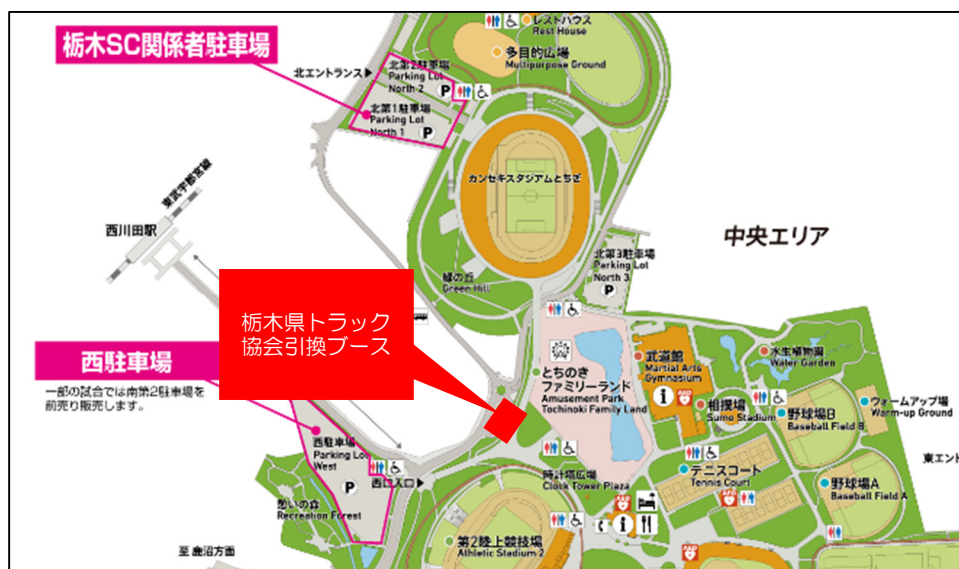 栃木SC関係者駐車場
レストハウス
Rest House
多目的広場
Multipurpose Ground
北エントランス
北第2駐車場
Parking Lot
North 2
P
北第1駐車場
Parking Lot
North 1
P
東武宇都宮線
西川田駅
カンセキスタジアムとちぎ
中央エリア
北第3駐車場
Parking Lot
North 3
P
緑の丘
Green Hill
栃木県トラック
協会引換ブース
西駐車場
一部の試合では南第2駐車場を
前売り販売します。
西駐車場
Parking Lot
West
P
西口入口
憩いの森
Recreation Forest
至 鹿沼方面
とちのき
ファミリーランド
Amusement Park
Tochinoki Family Land
武道館
Martial Arts
Gymnasium
i
AED
相撲場
Sumo Stadium
水生植物園
Water Garden
野球場B
Baseball Field B
ウォームアップ場
Warm-up Ground
東エント
時計塔広場
Clock Tower Plaza
テニスコート
Tennis Court
AED
野球場A
Baseball Field A
AED
i
第2陸上競技場
Athletic Stadium 2
AED